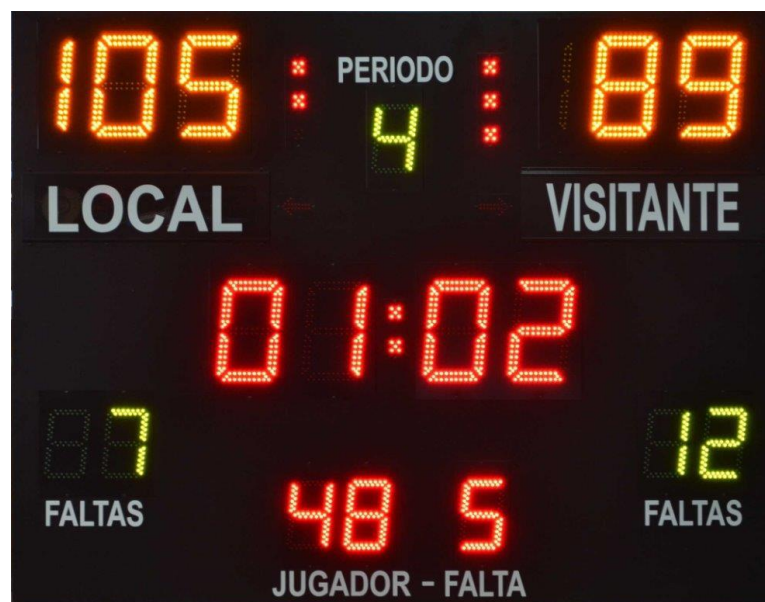 105 PERIODO 89
4
LOCAL VISITANTE
01:02
7 12
FALTAS 48 5 FALTAS
JUGADOR - FALTA